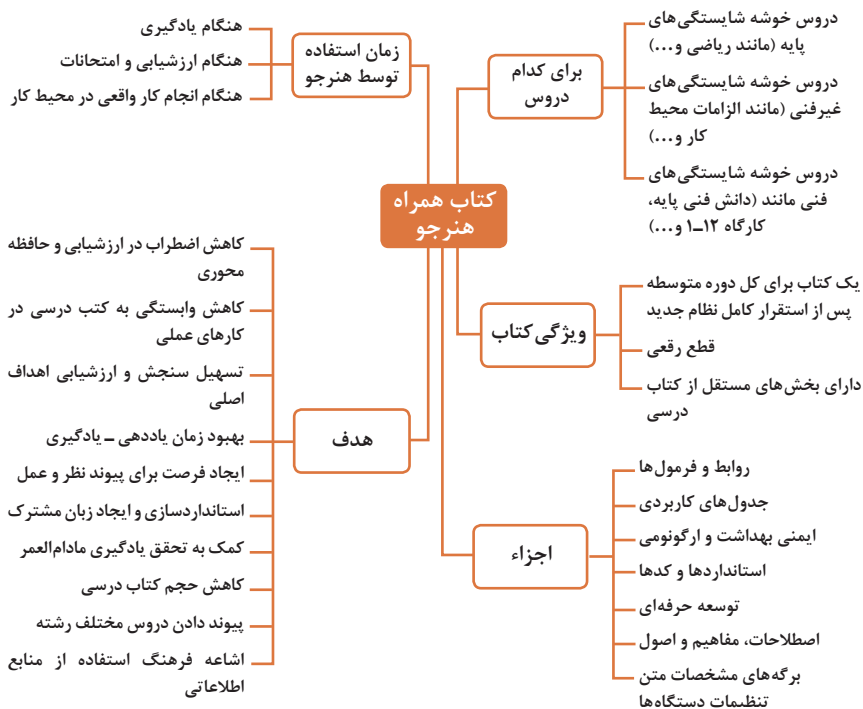 کتاب همراه
هنرجو
برای کدام
دروس
دروس خوشه شایستگی‌های
پایه (مانند ریاضی و...)
دروس خوشه شایستگی‌های
غیرفنی (مانند الزامات محیط
کار و...)
دروس خوشه شایستگی‌های
فنی مانند (دانش فنی پایه،
کارگاه ۱۲ــ۱ و...)
ویژگی کتاب
یک کتاب برای کل دوره متوسطه
پس از استقرار کامل نظام جدید
قطع رقعی
دارای بخش‌های مستقل از کتاب
درسی
اجزاء
روابط و فرمول‌ها
جدول‌های کاربردی
ایمنی بهداشت و ارگونومی
استانداردها و کدها
توسعه حرفه‌ای
اصطلاحات، مفاهیم و اصول
برگه‌های مشخصات متن
تنظیمات دستگاه‌ها
زمان استفاده
توسط هنرجو
هنگام یادگیری
هنگام ارزشیابی و امتحانات
هنگام انجام کار واقعی در محیط کار
هدف
کاهش اضطراب در ارزشیابی و حافظه
محوری
کاهش وابستگی به کتب درسی در
کارهای عملی
تسهیل سنجش و ارزشیابی اهداف
اصلی
بهبود زمان یاددهی ــ یادگیری
ایجاد فرصت برای پیوند نظر و عمل
استانداردسازی و ایجاد زبان مشترک
کمک به تحقق یادگیری مادام‌العمر
کاهش حجم کتاب درسی
پیوند دادن دروس مختلف رشته
اشاعه فرهنگ استفاده از منابع
اطلاعاتی